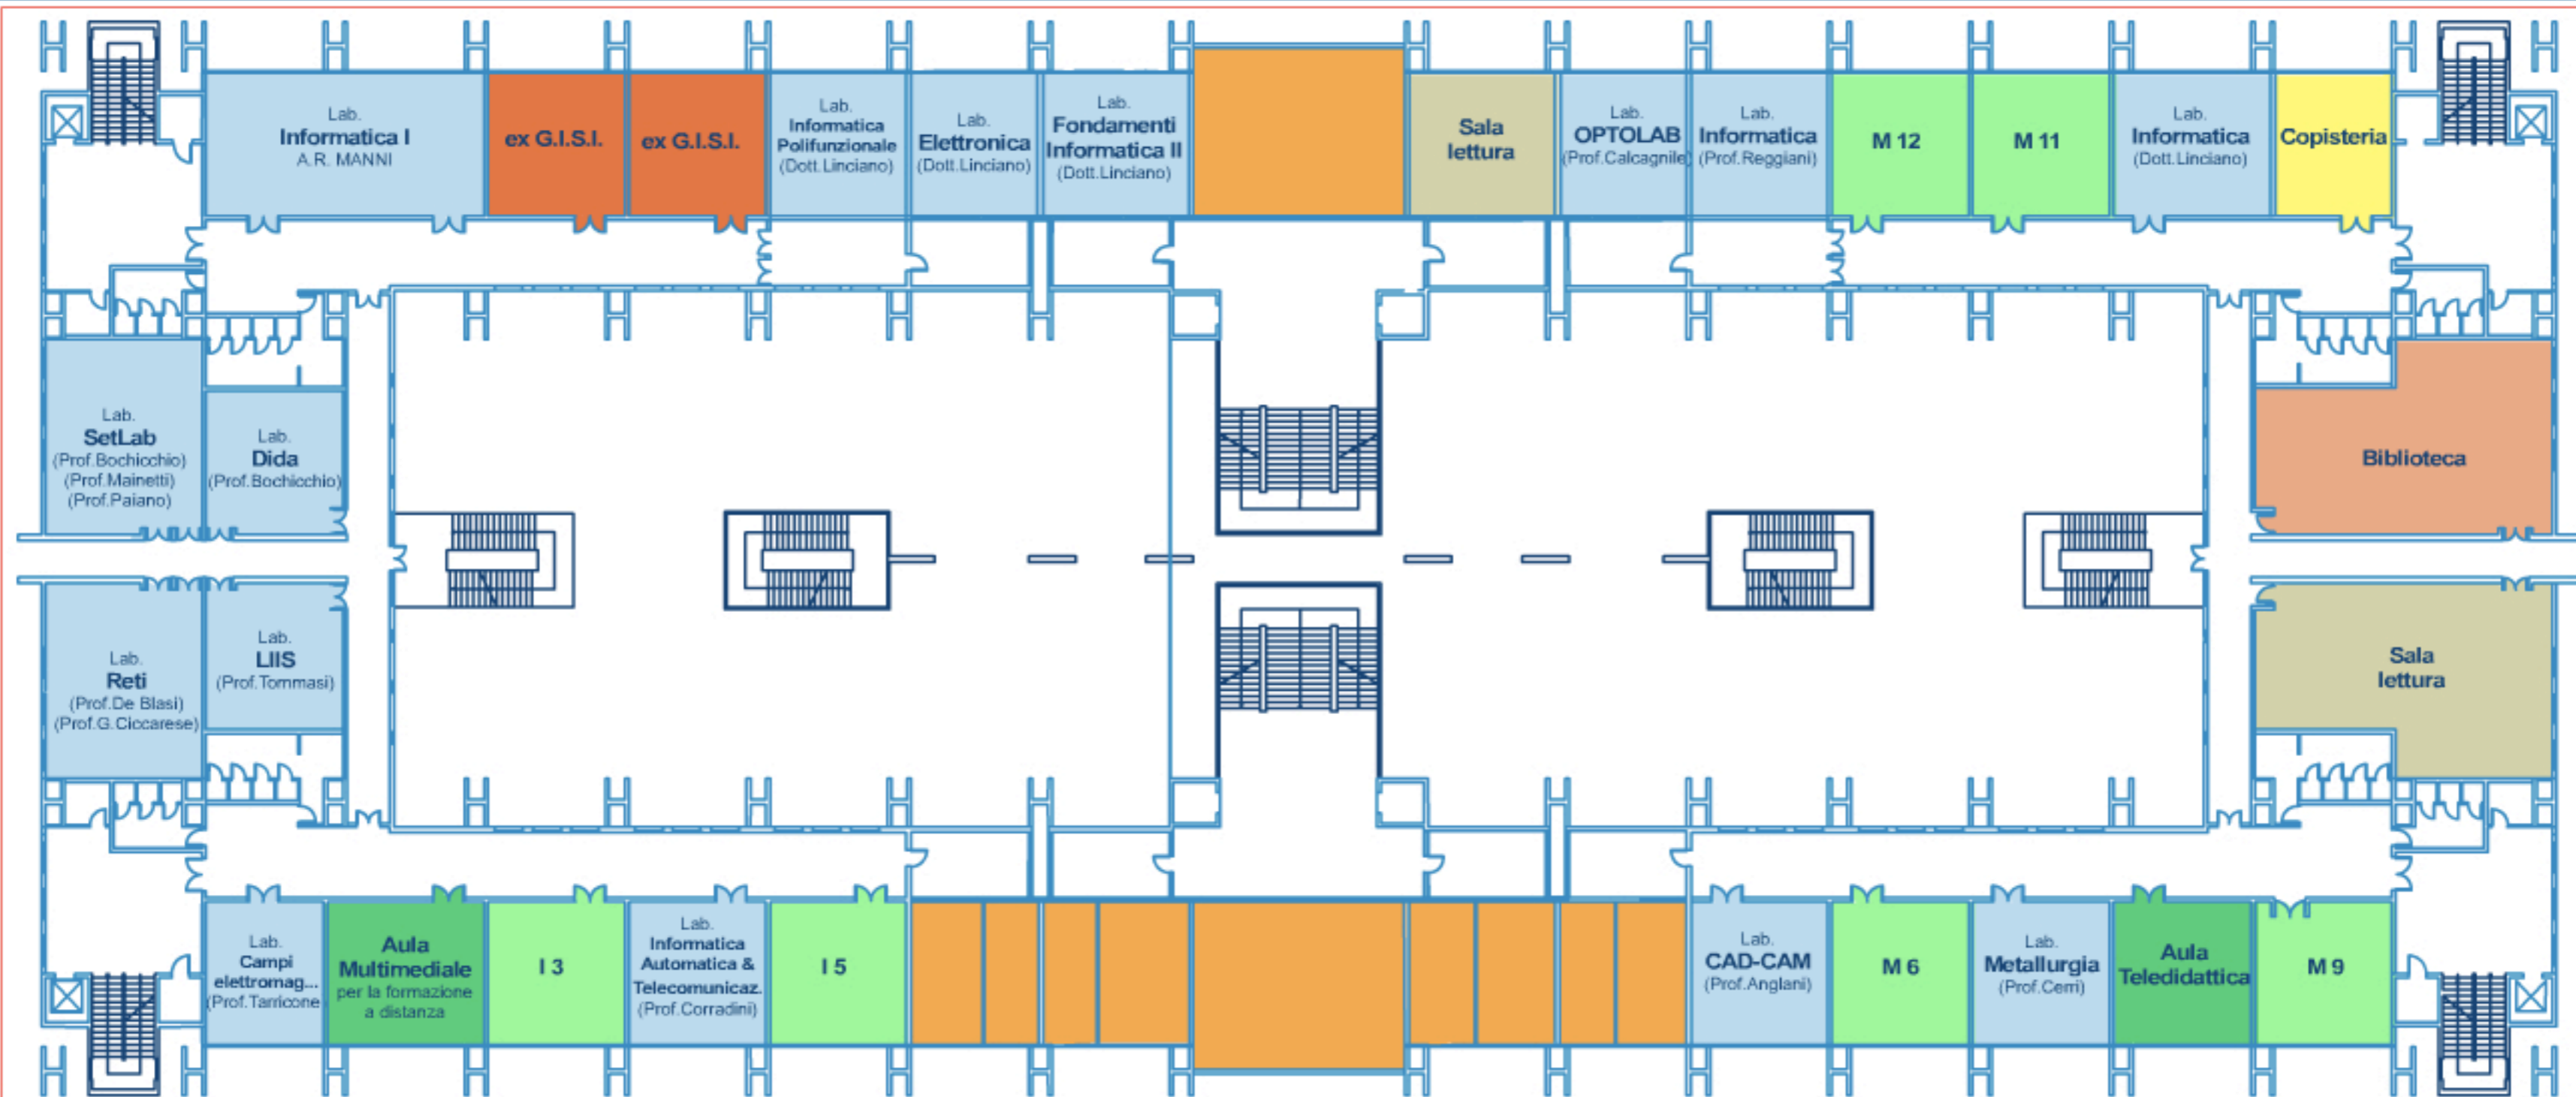 Lab.
Informatica I
A.R. MANNI
ex G.I.S.I.
ex G.I.S.I.
Lab.
Informatica
Polifunzionale
(Dott.Linciano)
Lab.
Elettronica
(Dott.Linciano)
Lab.
Fondamenti
Informatica II
(Dott.Linciano)
Sala
lettura
Lab.
OPTOLAB
(Prof.Calcagnile)
Lab.
Informatica
(Prof.Reggiani)
M 12
M 11
Lab.
Informatica
(Dott.Linciano)
Copisteria
Lab.
SetLab
(Prof.Bochicchio)
(Prof.Mainetti)
(Prof.Paiano)
Lab.
Dida
(Prof.Bochicchio)
Biblioteca
Lab.
Reti
(Prof.De Blasi)
(Prof.G.Ciccarese)
Lab.
LIIS
(Prof.Tommasi)
Sala
lettura
Lab.
Campi
elettromag...
(Prof.Tarricone
Aula
Multimediale
per la formazione
a distanza
I 3
Lab.
Informatica
Automatica &
Telecomunicaz.
(Prof.Corradini)
I 5
Lab.
CAD-CAM
(Prof.Anglani)
M 6
Lab.
Metallurgia
(Prof.Cerri)
Aula
Teledidattica
M 9